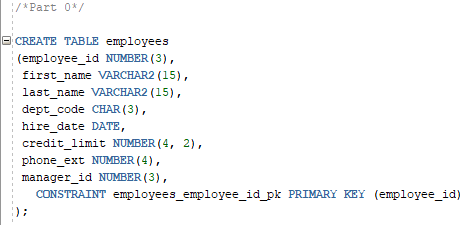 /*Part 0*/
CREATE TABLE employees
(employee_id NUMBER(3),
first_name VARCHAR2(15),
last_name VARCHAR2(15),
dept_code CHAR(3),
hire_date DATE,
credit_limit NUMBER(4, 2),
phone_ext NUMBER(4),
manager_id NUMBER(3),
CONSTRAINT employees_employee_id_pk PRIMARY KEY (employee_id)
);